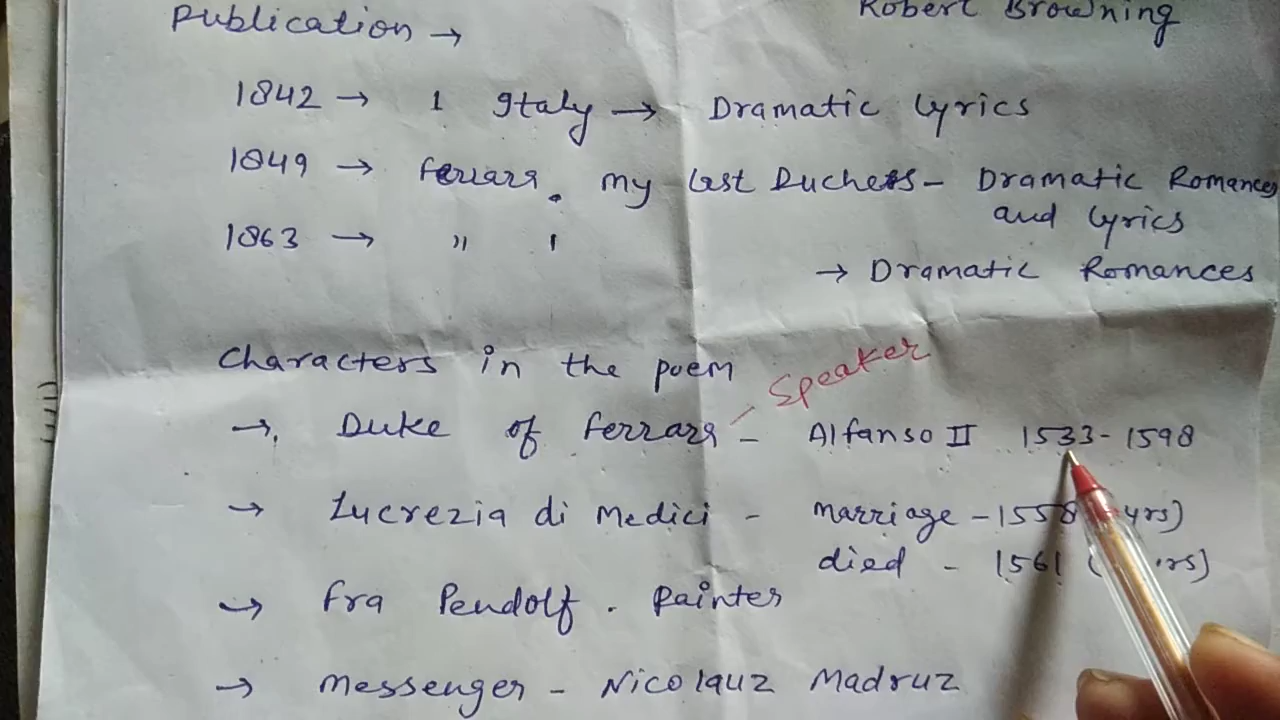 Publication → Robert Browning
1842 → 1 Italy → Dramatic Lyrics
1849 → Ferrara. My Last Duchess - Dramatic Romances
and Lyrics
1863 → " 1
→ Dramatic Romances
Characters in the poem
Speaker
→ Duke of Ferrara - Alfanso II 1533-1598
→ Lucrezia di Medici - Marriage - 1558 ( yrs)
died - 1561 ( yrs)
→ Fra Pendolf. Painter
→ Messenger - Nicolauz Madruz